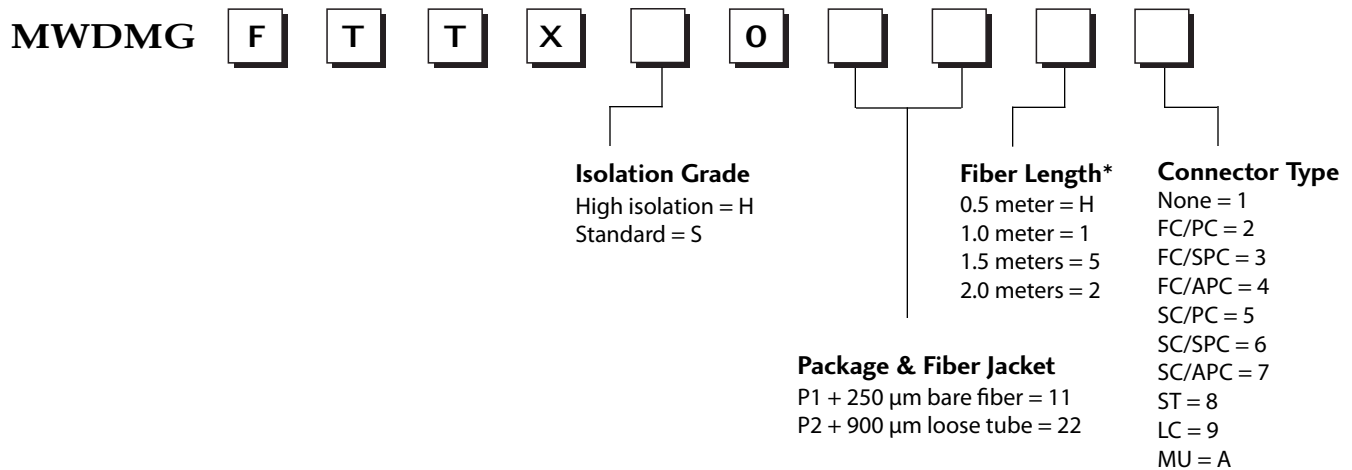 MWDMG F T T X 0
Isolation Grade
High isolation = H
Standard = S
Package & Fiber Jacket
P1 + 250 µm bare fiber = 11
P2 + 900 µm loose tube = 22
Fiber Length*
0.5 meter = H
1.0 meter = 1
1.5 meters = 5
2.0 meters = 2
Connector Type
None = 1
FC/PC = 2
FC/SPC = 3
FC/APC = 4
SC/PC = 5
SC/SPC = 6
SC/APC = 7
ST = 8
LC = 9
MU = A